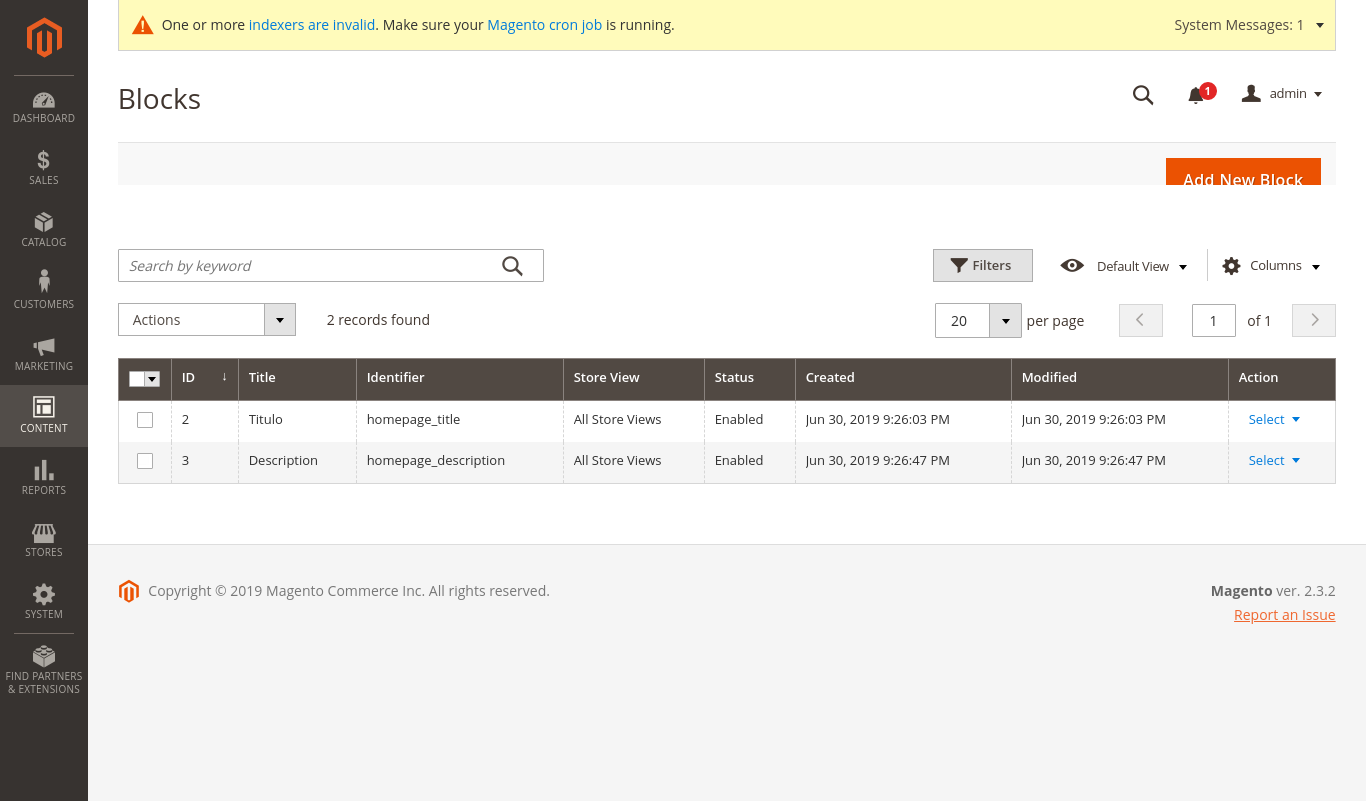 One or more indexers are invalid. Make sure your Magento cron job is running.
System Messages: 1
Blocks
1
admin
DASHBOARD
SALES
CATALOG
CUSTOMERS
MARKETING
CONTENT
REPORTS
STORES
SYSTEM
FIND PARTNERS
& EXTENSIONS
Add New Block
Search by keyword
Filters
Default View
Columns
Actions
2 records found
20
per page
1
of 1
ID ↓ Title Identifier Store View Status Created Modified Action
2 Titulo homepage_title All Store Views Enabled Jun 30, 2019 9:26:03 PM Jun 30, 2019 9:26:03 PM Select
3 Description homepage_description All Store Views Enabled Jun 30, 2019 9:26:47 PM Jun 30, 2019 9:26:47 PM Select
Copyright © 2019 Magento Commerce Inc. All rights reserved.
Magento ver. 2.3.2
Report an Issue